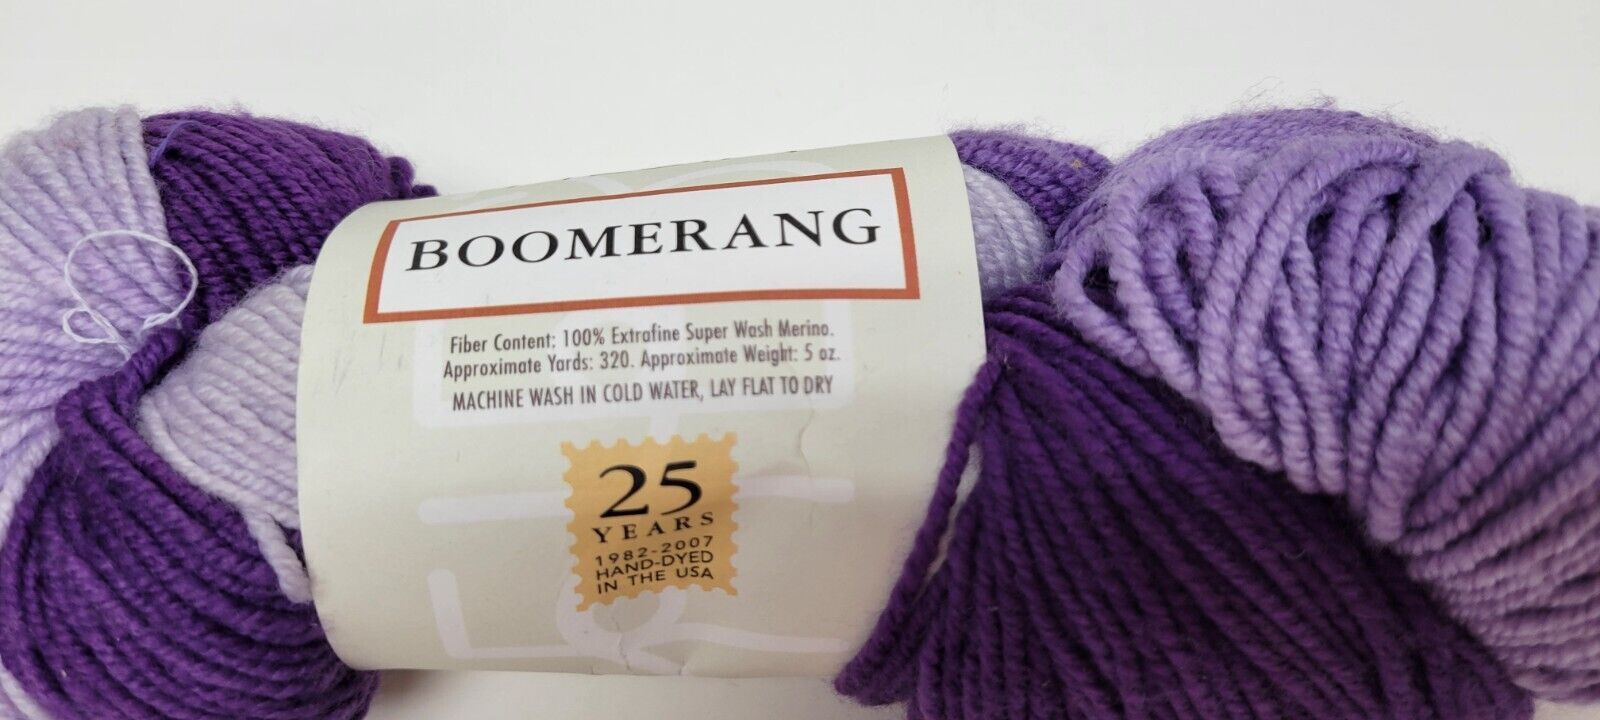 BOOMERANG
Fiber Content: 100% Extrafine Super Wash Merino.
Approximate Yards: 320. Approximate Weight: 5 oz.
MACHINE WASH IN COLD WATER, LAY FLAT TO DRY
25
YEARS
1982-2007
HAND-DYED
IN THE USA